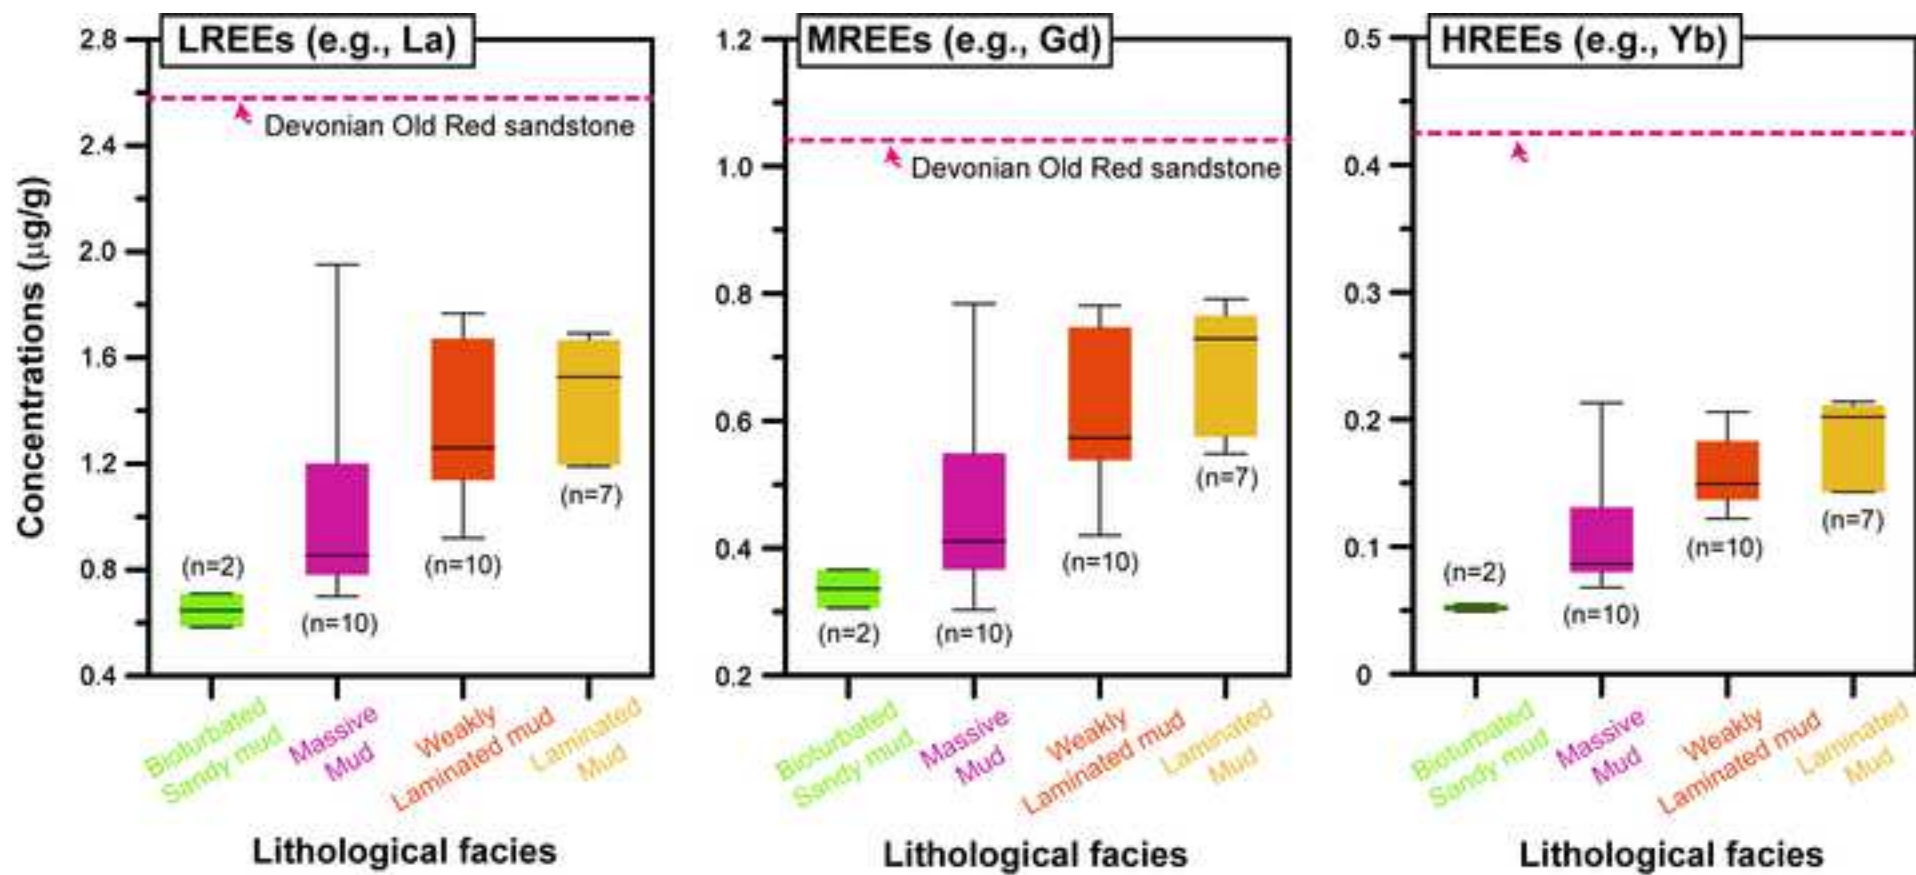 LREEs (e.g., La)
2.8
2.4
2.0
1.6
1.2
0.8
0.4
Concentrations (µg/g)
Devonian Old Red sandstone
(n=2)
(n=10)
(n=10)
(n=7)
Bioturbated
Sandy mud
Massive
Mud
Weakly
Laminated mud
Laminated
Mud
Lithological facies
MREEs (e.g., Gd)
1.2
1.0
0.8
0.6
0.4
0.2
Devonian Old Red sandstone
(n=2)
(n=10)
(n=10)
(n=7)
Bioturbated
Sandy mud
Massive
Mud
Weakly
Laminated mud
Laminated
Mud
Lithological facies
HREEs (e.g., Yb)
0.5
0.4
0.3
0.2
0.1
0
(n=2)
(n=10)
(n=10)
(n=7)
Bioturbated
Sandy mud
Massive
Mud
Weakly
Laminated mud
Laminated
Mud
Lithological facies